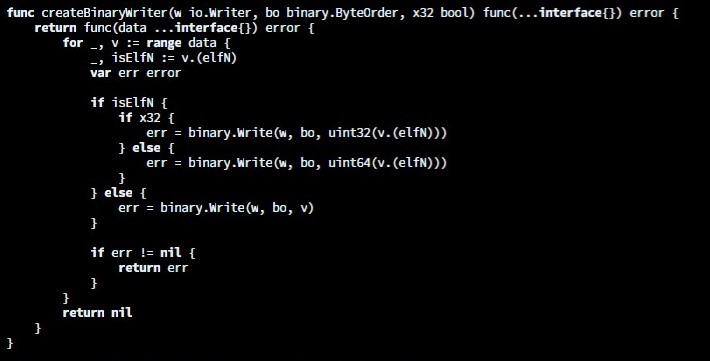 func createBinaryWriter(w io.Writer, bo binary.ByteOrder, x32 bool) func(...interface{}) error {
    return func(data ...interface{}) error {
        for _, v := range data {
            _, isElfN := v.(elfN)
            var err error

            if isElfN {
                if x32 {
                    err = binary.Write(w, bo, uint32(v.(elfN)))
                } else {
                    err = binary.Write(w, bo, uint64(v.(elfN)))
                }
            } else {
                err = binary.Write(w, bo, v)
            }

            if err != nil {
                return err
            }
        }
        return nil
    }
}